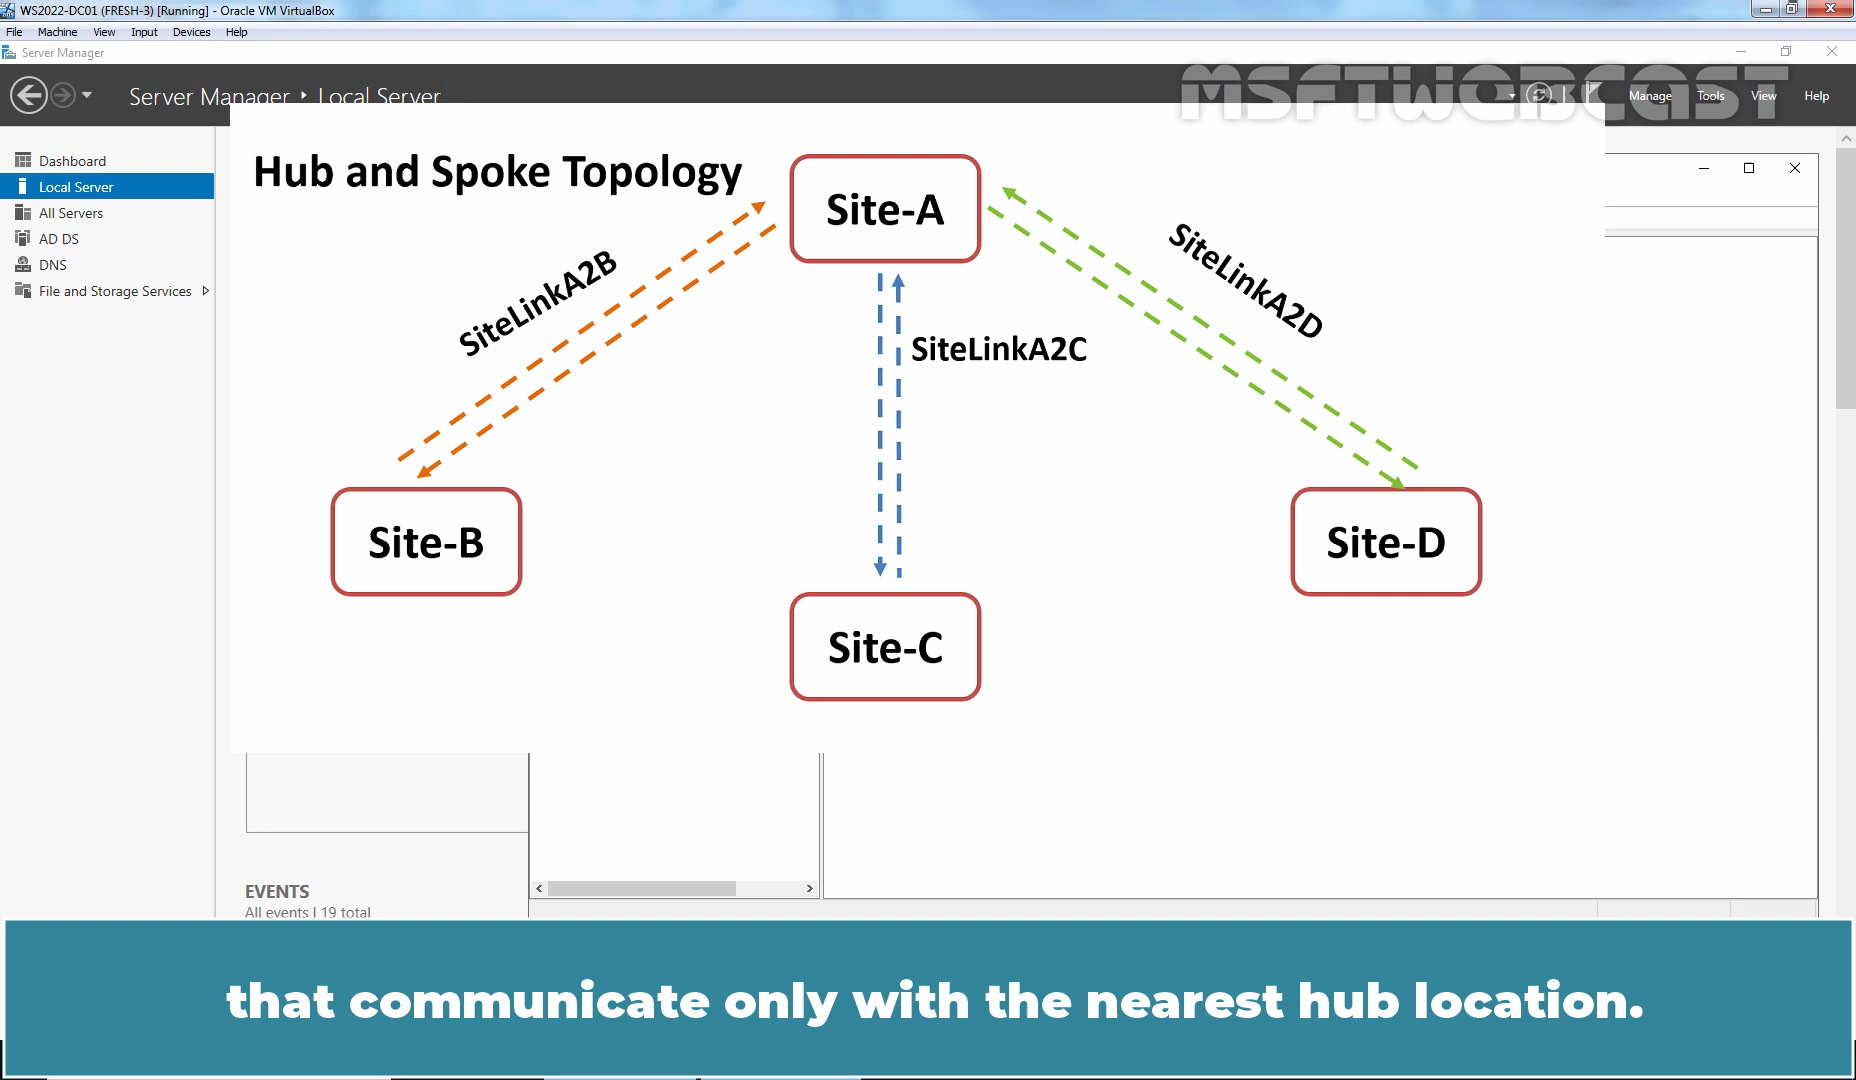 WS2022-DC01 (FRESH-3) [Running] - Oracle VM VirtualBox
File Machine View Input Devices Help
Server Manager
Server Manager Local Server
MSFTWEBCAST
Manage Tools View Help
Dashboard
Local Server
All Servers
AD DS
DNS
File and Storage Services
Hub and Spoke Topology
Site-A
SiteLinkA2B
SiteLinkA2C
SiteLinkA2D
Site-B
Site-D
Site-C
EVENTS
All events | 19 total
that communicate only with the nearest hub location.